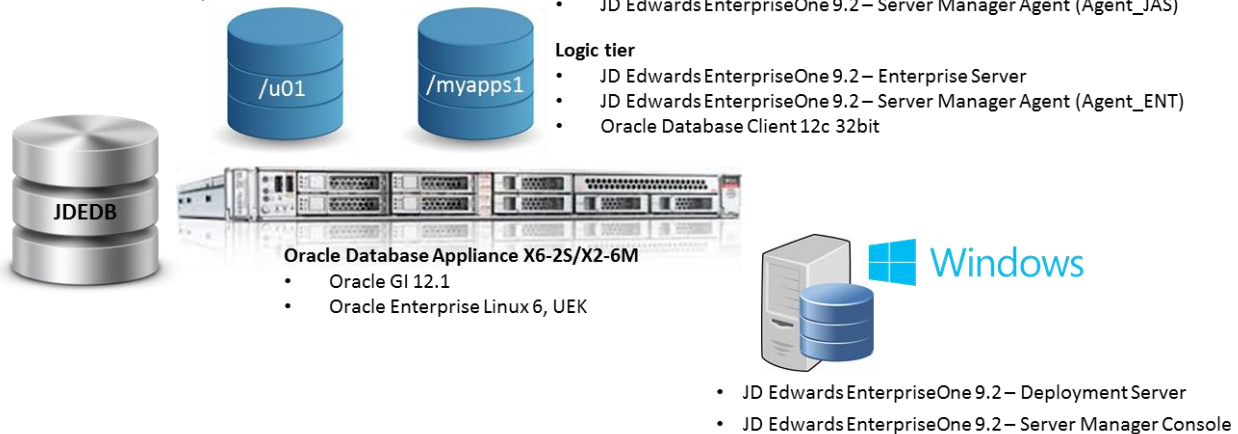 • JD Edwards EnterpriseOne 9.2 – Server Manager Agent (Agent_JAS)
/u01
/myapps1
Logic tier
• JD Edwards EnterpriseOne 9.2 – Enterprise Server
• JD Edwards EnterpriseOne 9.2 – Server Manager Agent (Agent_ENT)
• Oracle Database Client 12c 32bit
JDEDB
Oracle Database Appliance X6-2S/X2-6M
• Oracle GI 12.1
• Oracle Enterprise Linux 6, UEK
Windows
• JD Edwards EnterpriseOne 9.2 – Deployment Server
• JD Edwards EnterpriseOne 9.2 – Server Manager Console